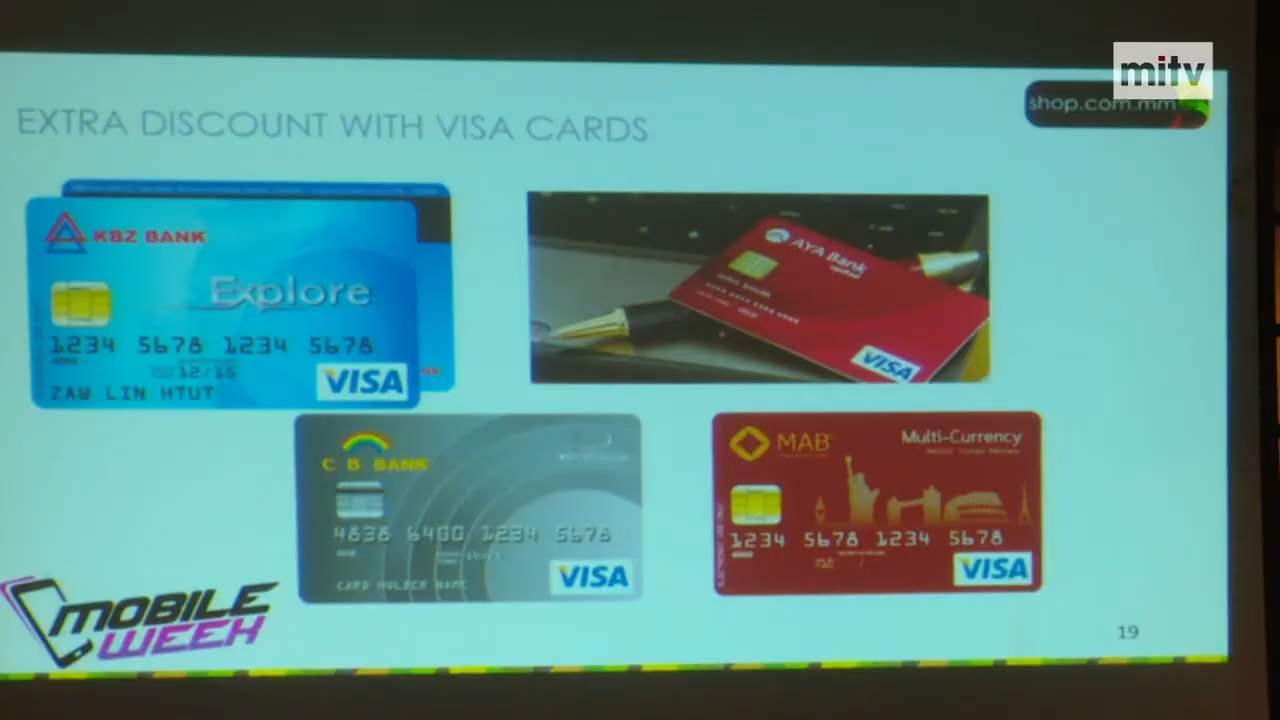 mitv
shop.com.mm
EXTRA DISCOUNT WITH VISA CARDS
KBZ BANK
Explore
1234 5678 1234 5678
12/15
ZAW LIN HTUT
VISA
AYA Bank
VISA
C B BANK
4838 6400 1234 5678
CARD HOLDER NAME
VISA
MAB
Multi-Currency
1234 5678 1234 5678
VISA
MOBILE
WEEK
19